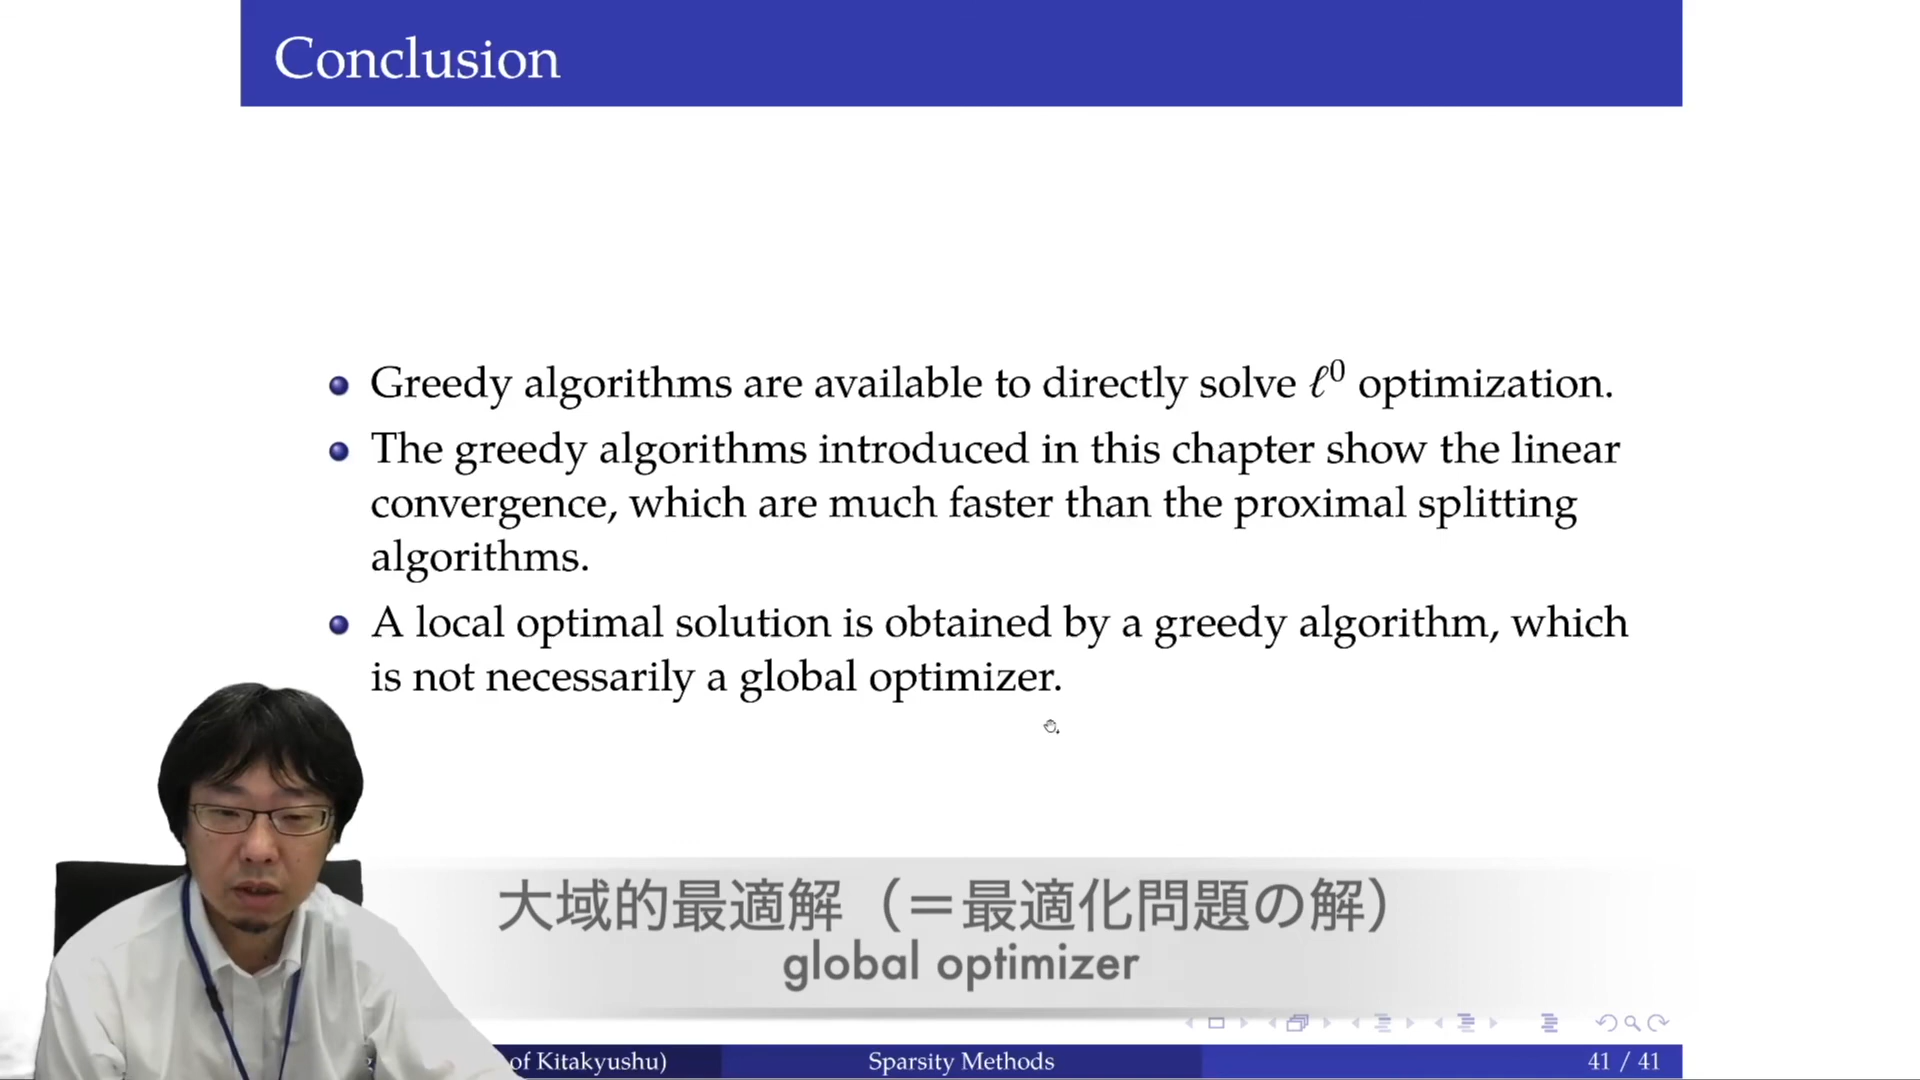 Conclusion
Greedy algorithms are available to directly solve ℓ⁰ optimization.
The greedy algorithms introduced in this chapter show the linear
convergence, which are much faster than the proximal splitting
algorithms.
A local optimal solution is obtained by a greedy algorithm, which
is not necessarily a global optimizer.
大域的最適解（＝最適化問題の解）
global optimizer
of Kitakyushu)
Sparsity Methods
41 / 41